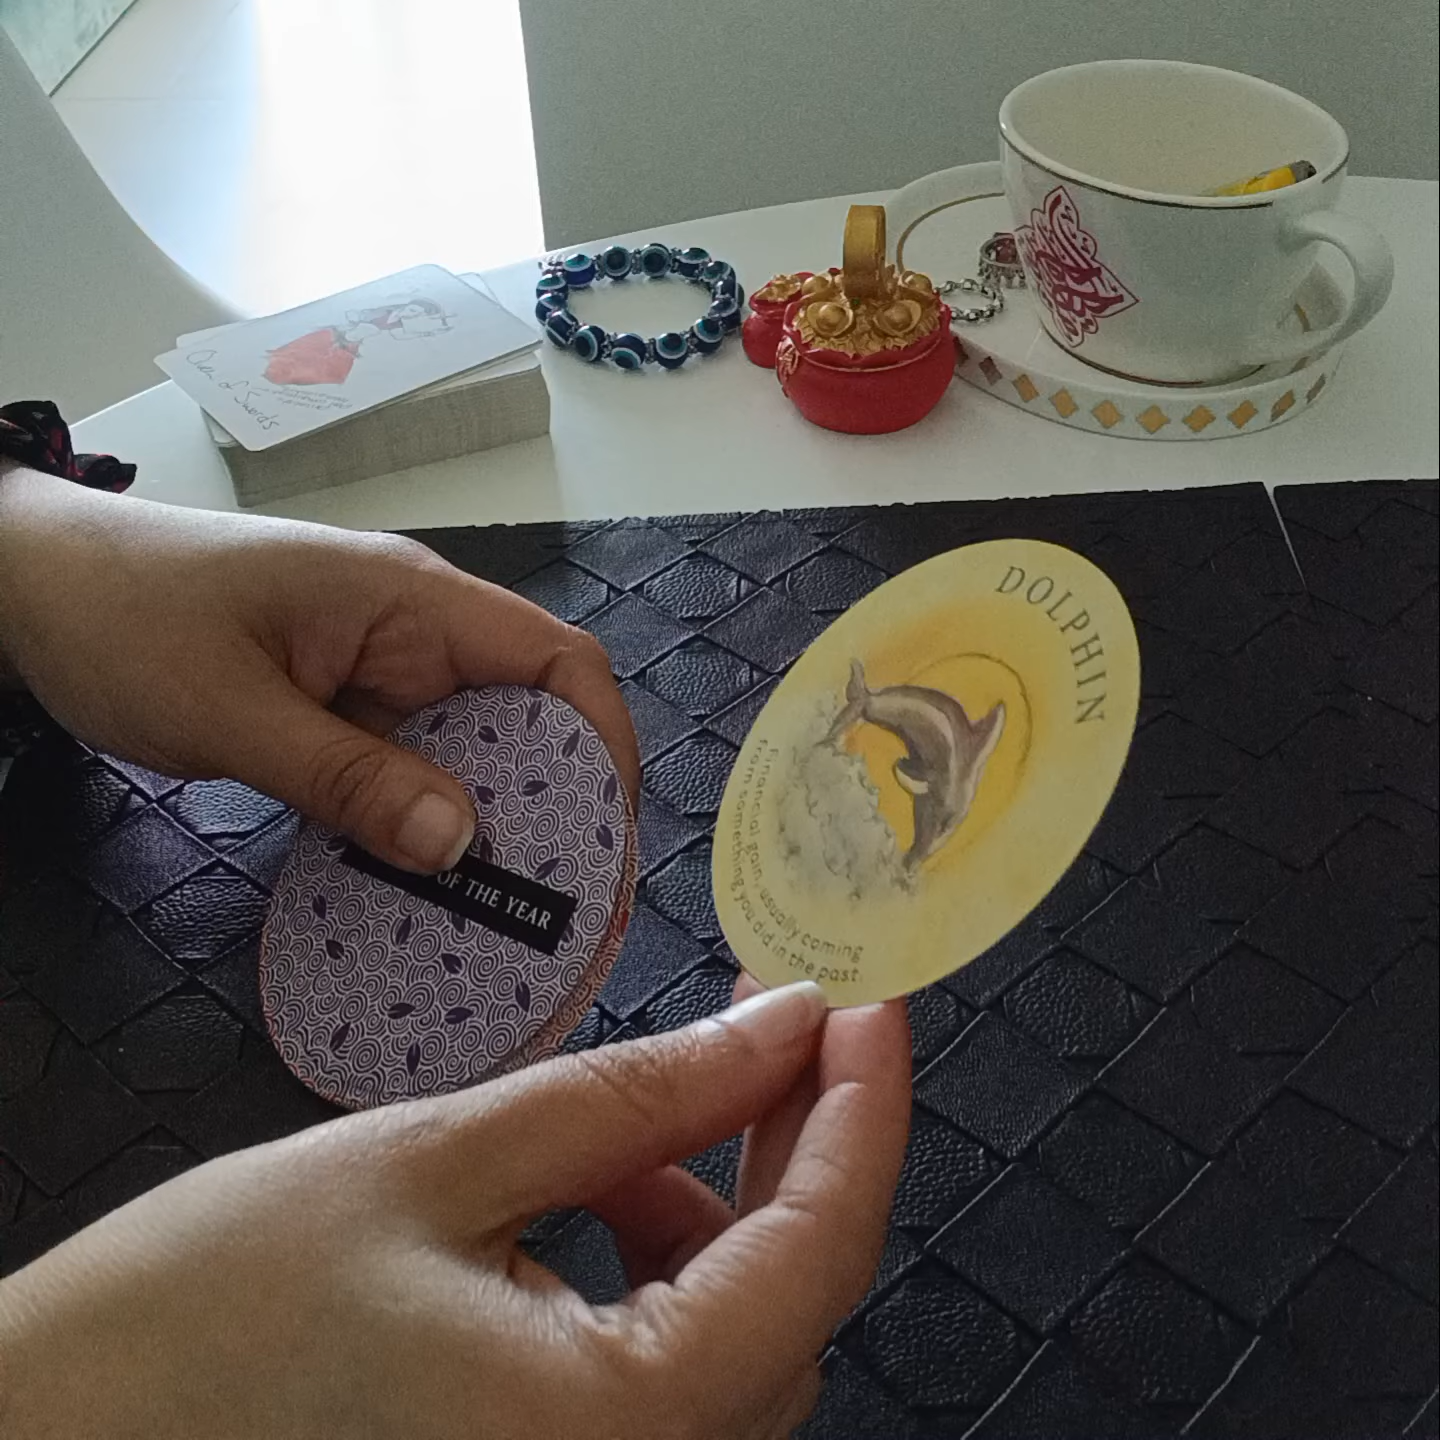 Queen of
Swords
DOLPHIN
Financial gain, usually coming
from something you did in the past.
OF THE YEAR